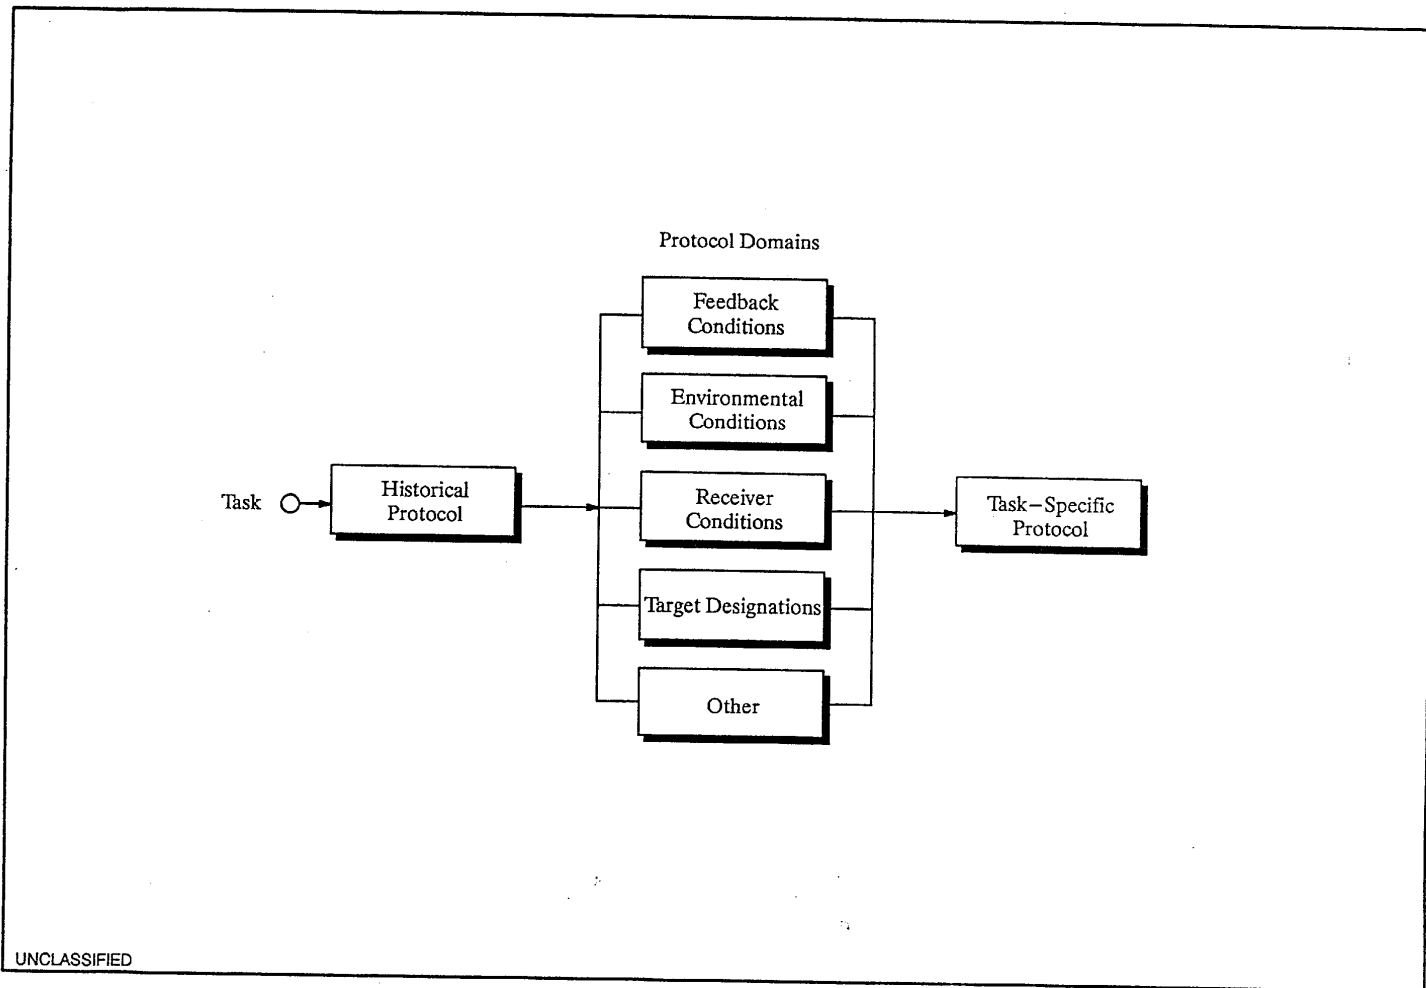 Protocol Domains
Feedback
Conditions
Environmental
Conditions
Task
Historical
Protocol
Receiver
Conditions
Task-Specific
Protocol
Target Designations
Other
UNCLASSIFIED